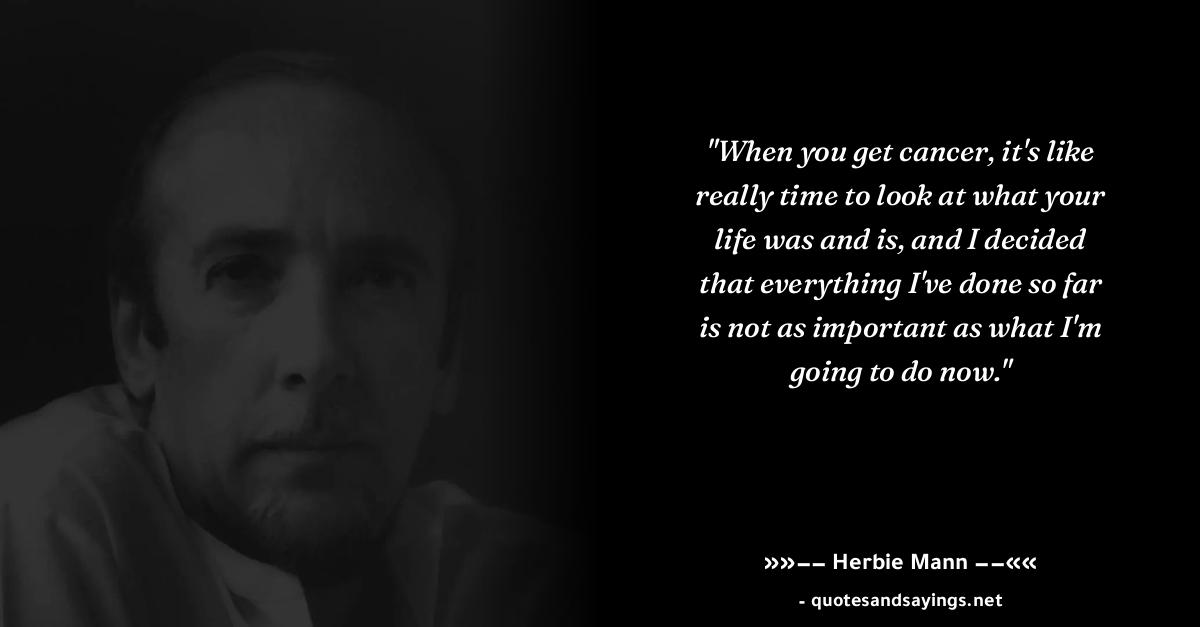 "When you get cancer, it's like
really time to look at what your
life was and is, and I decided
that everything I've done so far
is not as important as what I'm
going to do now."
»»—— Herbie Mann ——««
- quotesandsayings.net